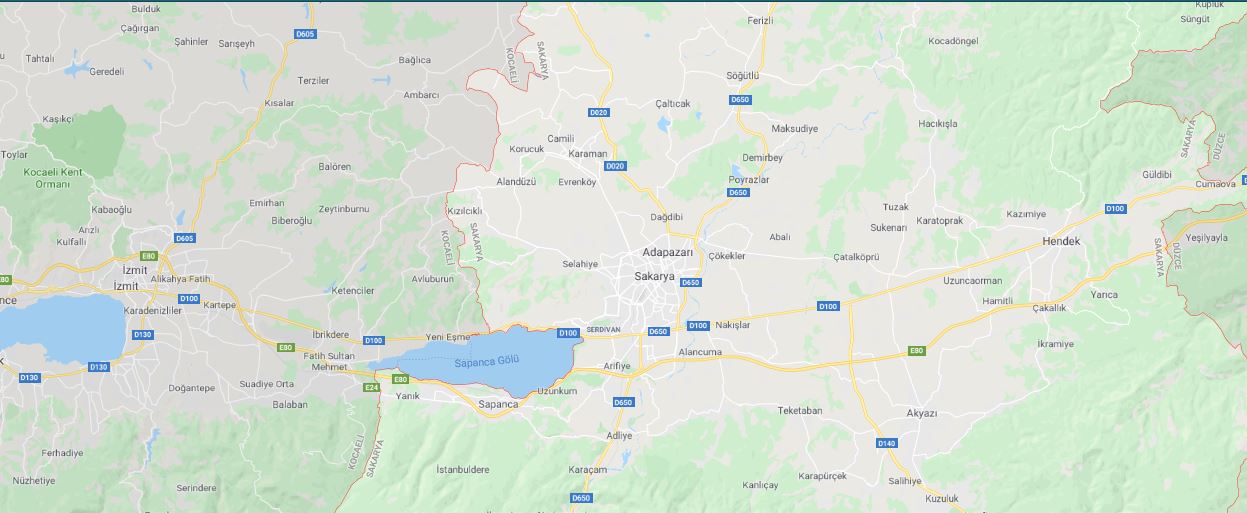 Bulduk
Küplük
Çağırgan
Süngüt
Ferizli
D605
Şahinler
Sarışeyh
Kocadöngel
SAKARYA
KOCAELİ
Tahtalı
Bağlıca
Geredeli
Terziler
Söğütlü
Ambarcı
D650
Kısalar
Çaltıcak
D020
Kaşıkçı
Maksudiye
Hacıkışla
Camili
SAKARYA
DÜZCE
Toylar
Korucuk
Karaman
Demirbey
Balören
D020
Kocaeli Kent
Ormanı
Güldibi
Alandüzü
Evrenköy
Poyrazlar
Cumaova
D650
Emirhan
Kabaoğlu
Zeytinburnu
Kızılcıklı
Tuzak
D100
Biberoğlu
Dağdibi
Karatoprak
Kazımiye
Arızlı
Sukenarı
Kulfallı
D605
Abalı
Hendek
Yeşilyayla
KOCAELİ
SAKARYA
Adapazarı
Çökekler
Çatalköprü
E80
SAKARYA
DÜZCE
İzmit
Selahiye
Sakarya
80
Alikahya Fatih
Avluburun
İzmit
D650
Uzuncaorman
Ketenciler
Yarıca
nce
D100
Kartepe
Hamitli
D100
Çakallık
Karadenizliler
D100
Nakışlar
SERDİVAN
D650
D100
D130
İbrikdere
D100
Yeni Eşme
İkramiye
E80
Alancuma
E80
Fatih Sultan
Mehmet
Sapanca Gölü
D130
Arifiye
D130
E80
Suadiye Orta
Doğantepe
E24
Uzunkum
Yanık
Sapanca
D650
Balaban
Teketaban
Akyazı
Adliye
D140
KOCAELİ
SAKARYA
Ferhadiye
İstanbuldere
Karaçam
Karapürçek
Nüzhetiye
Salihiye
Serindere
Kanlıçay
D650
Kuzuluk